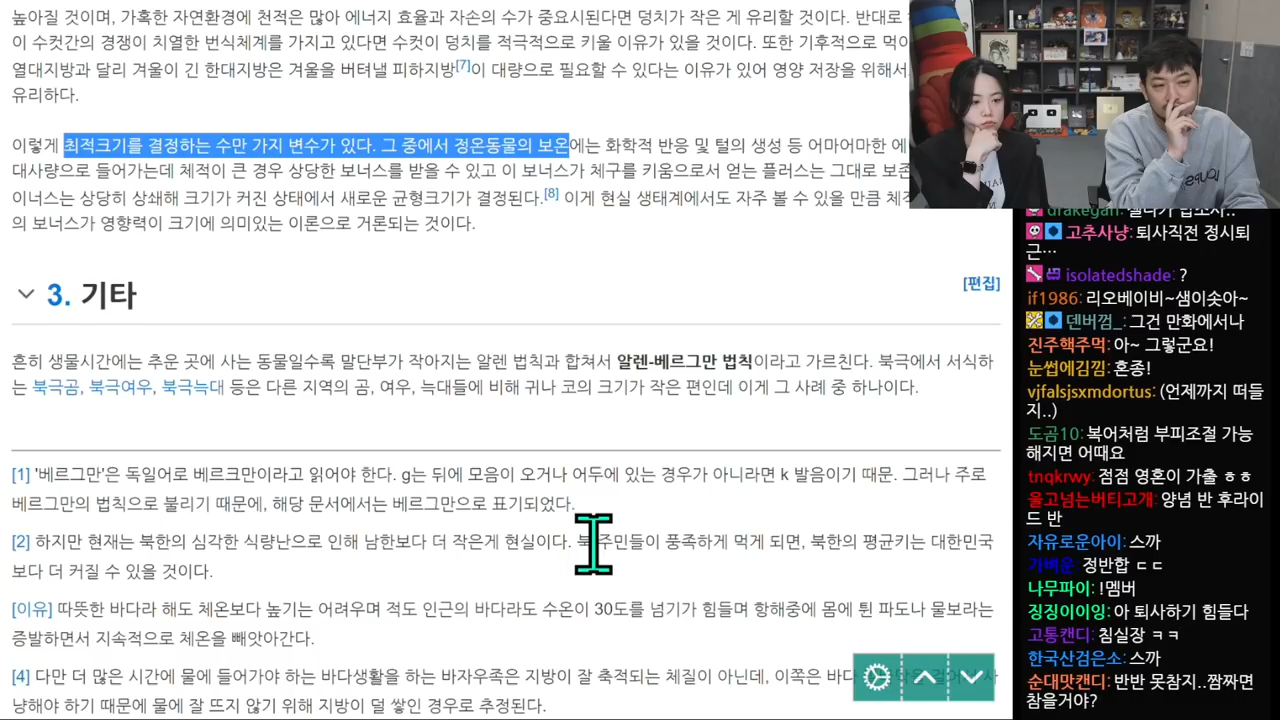 높아질 것이며, 가혹한 자연환경에 천적은 많아 에너지 효율과 자손의 수가 중요시된다면 덩치가 작은 게 유리할 것이다. 반대로
이 수컷간의 경쟁이 치열한 번식체계를 가지고 있다면 수컷이 덩치를 적극적으로 키울 이유가 있을 것이다. 또한 기후적으로 먹이
열대지방과 달리 겨울이 긴 한대지방은 겨울을 버텨낼 피하지방[7]이 대량으로 필요할 수 있다는 이유가 있어 영양 저장을 위해서
유리하다.
이렇게 최적크기를 결정하는 수만 가지 변수가 있다. 그 중에서 정온동물의 보온에는 화학적 반응 및 털의 생성 등 어마어마한 에
대사량으로 들어가는데 체적이 큰 경우 상당한 보너스를 받을 수 있고 이 보너스가 체구를 키움으로서 얻는 플러스는 그대로 보존
이너스는 상당히 상쇄해 크기가 커진 상태에서 새로운 균형크기가 결정된다.[8] 이게 현실 생태계에서도 자주 볼 수 있을 만큼 체적
의 보너스가 영향력이 크기에 의미있는 이론으로 거론되는 것이다.
3. 기타
[편집]
흔히 생물시간에는 추운 곳에 사는 동물일수록 말단부가 작아지는 알렌 법칙과 합쳐서 알렌-베르그만 법칙이라고 가르친다. 북극에서 서식하
는 북극곰, 북극여우, 북극늑대 등은 다른 지역의 곰, 여우, 늑대들에 비해 귀나 코의 크기가 작은 편인데 이게 그 사례 중 하나이다.
[1] '베르그만'은 독일어로 베르크만이라고 읽어야 한다. g는 뒤에 모음이 오거나 어두에 있는 경우가 아니라면 k 발음이기 때문. 그러나 주로
베르그만의 법칙으로 불리기 때문에, 해당 문서에서는 베르그만으로 표기되었다.
[2] 하지만 현재는 북한의 심각한 식량난으로 인해 남한보다 더 작은게 현실이다. 북 주민들이 풍족하게 먹게 되면, 북한의 평균키는 대한민국
보다 더 커질 수 있을 것이다.
[이유] 따뜻한 바다라 해도 체온보다 높기는 어려우며 적도 인근의 바다라도 수온이 30도를 넘기가 힘들며 항해중에 몸에 튄 파도나 물보라는
증발하면서 지속적으로 체온을 빼앗아간다.
[4] 다만 더 많은 시간에 물에 들어가야 하는 바다생활을 하는 바자우족은 지방이 잘 축적되는 체질이 아닌데, 이쪽은 바다
냥해야 하기 때문에 물에 잘 뜨지 않기 위해 지방이 덜 쌓인 경우로 추정된다.
drakegan:
고추사냥: 퇴사직전 정시퇴
근…
isolatedshade: ?
if1986: 리오베이비~샘이솟아~
덴버껌_: 그건 만화에서나
진주해주먹: 아~ 그렇군요!
눈썹에김낌: 혼종!
vjfalsjsxmdortus: (언제까지 떠들
지..)
도곰10: 복어처럼 부피조절 가능
해지면 어때요
tnqkrwy: 점점 영혼이 가출 ㅎㅎ
울고넘는버티고개: 양념 반 후라이
드 반
자유로운아이: 스까
가벼운: 정반합 ㄷㄷ
나무파이: !멤버
징징이이잉: 아 퇴사하기 힘들다
고통캔디: 침실장 ㅋㅋ
한국산검은소: 스까
순대맛캔디: 반반 못참지..짬짜면
참을거야?